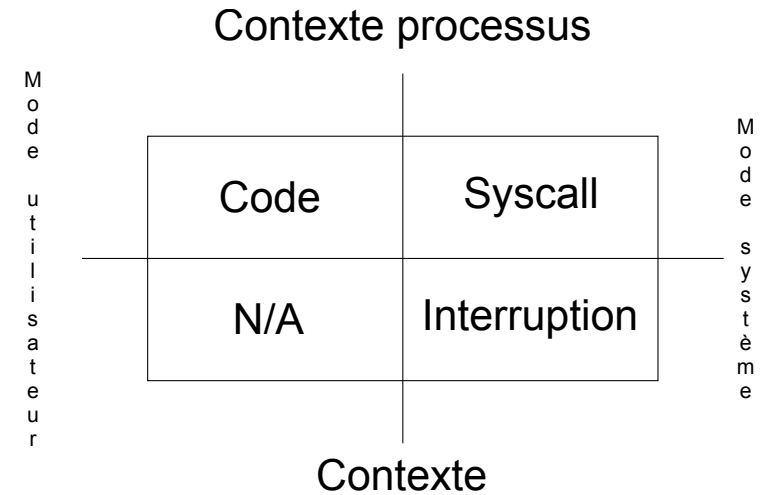 Contexte processus
Mode utilisateur
Mode système
Code
Syscall
N/A
Interruption
Contexte